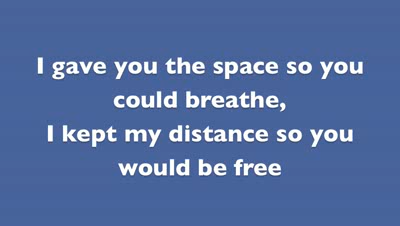 I gave you the space so you
could breathe,
I kept my distance so you
would be free